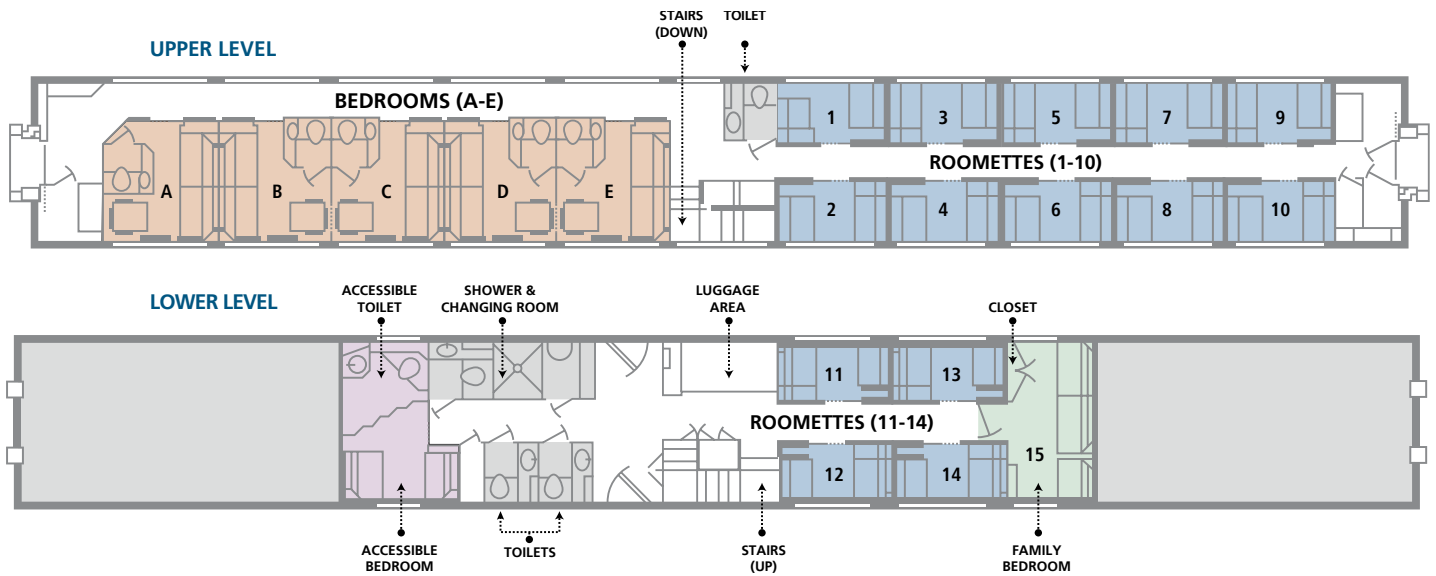 STAIRS
(DOWN)
TOILET
UPPER LEVEL
BEDROOMS (A-E)
A
B
C
D
E
1
3
5
7
9
ROOMETTES (1-10)
2
4
6
8
10
LOWER LEVEL
ACCESSIBLE
TOILET
SHOWER &
CHANGING ROOM
LUGGAGE
AREA
CLOSET
11
13
ROOMETTES (11-14)
12
14
15
ACCESSIBLE
BEDROOM
TOILETS
STAIRS
(UP)
FAMILY
BEDROOM